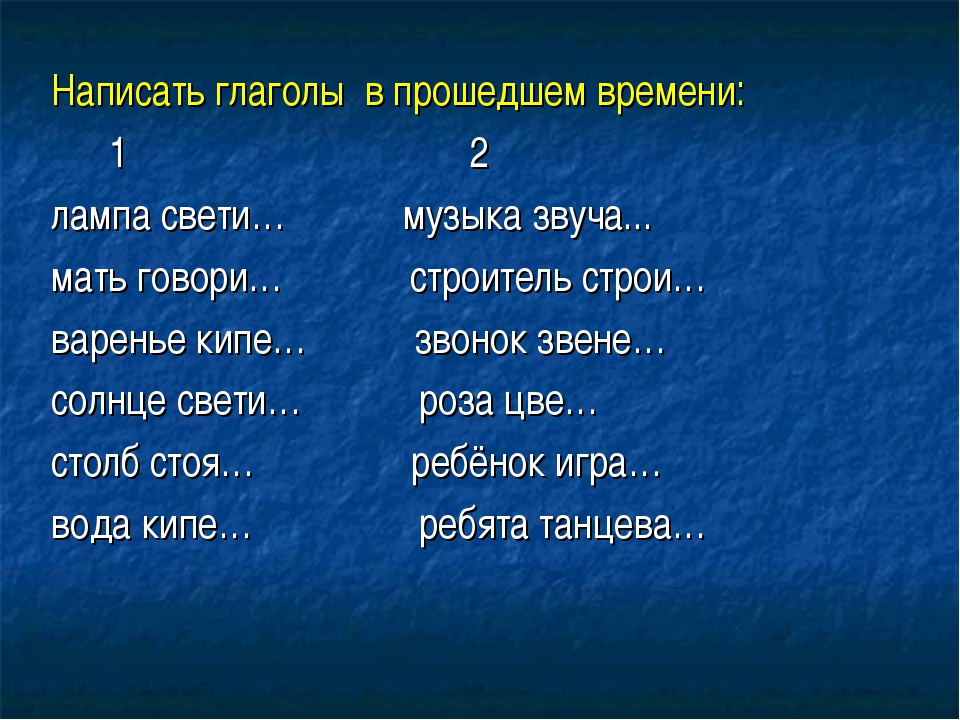 Написать глаголы в прошедшем времени:
1 2
лампа свети… музыка звуча...
мать говори… строитель строи…
варенье кипе… звонок звене…
солнце свети… роза цве…
столб стоя… ребёнок игра…
вода кипе… ребята танцева…